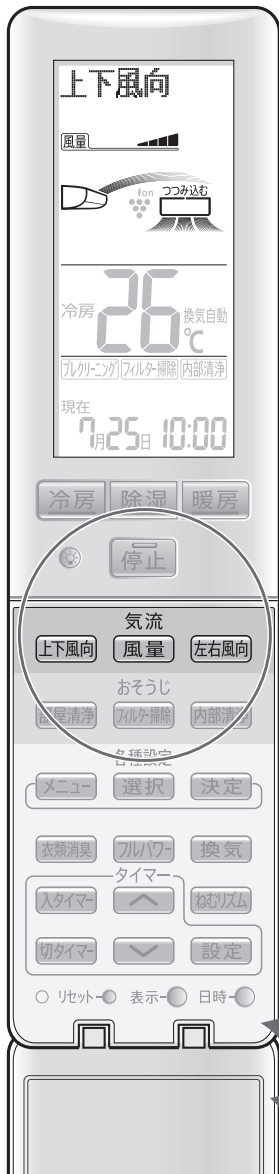 上下風向
風量
Ion つつみ込む
冷房 26℃ 換気自動
プレクリーニング フィルター掃除 内部清浄
現在
7月25日 10:00
冷房 除湿 暖房
停止
気流
上下風向 風量 左右風向
おそうじ
部屋清浄 フィルター掃除 内部清浄
各種設定
メニュー 選択 決定
衣類消臭 フルパワー 換気
タイマー
入タイマー ねむリズム
切タイマー 設定
リセット 表示 日時